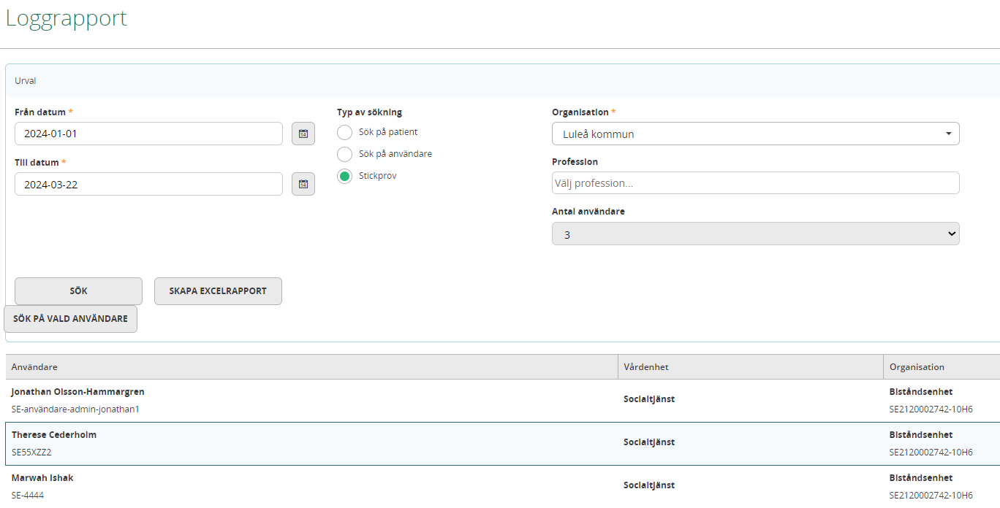 Loggrapport
Urval
Från datum *
2024-01-01
Till datum *
2024-03-22
Typ av sökning
Sök på patient
Sök på användare
Stickprov
Organisation *
Luleå kommun
Profession
Välj profession...
Antal användare
3
SÖK
SKAPA EXCELRAPPORT
SÖK PÅ VALD ANVÄNDARE
Användare Vårdenhet Organisation
Jonathan Olsson-Hammargren Socialtjänst Biståndsenhet
SE-användare-admin-jonathan1 SE2120002742-10H6
Therese Cederholm Socialtjänst Biståndsenhet
SE55XZZ2 SE2120002742-10H6
Marwah Ishak Socialtjänst Biståndsenhet
SE-4444 SE2120002742-10H6